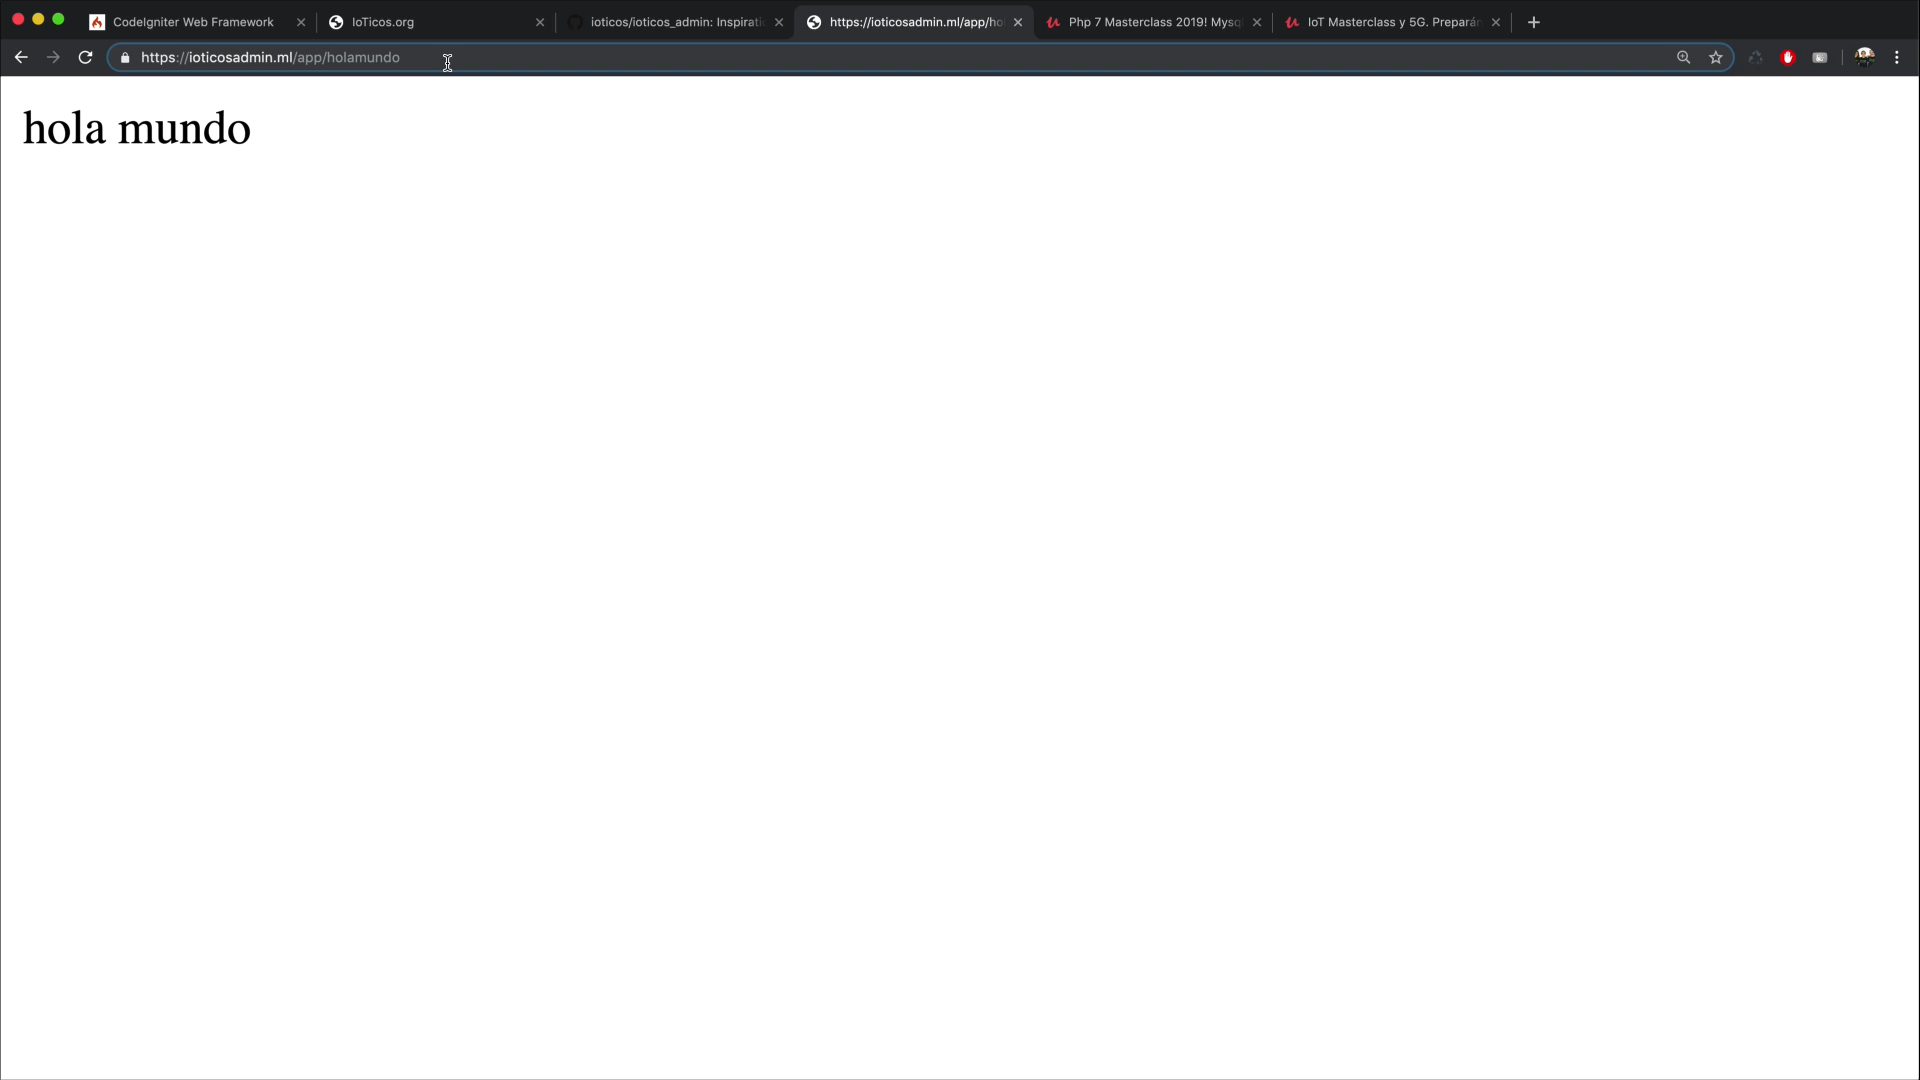 CodeIgniter Web Framework
IoTicos.org
ioticos/ioticos_admin: Inspirati
https://ioticosadmin.ml/app/ho
Php 7 Masterclass 2019! Mysq
IoT Masterclass y 5G. Prepará
https://ioticosadmin.ml/app/holamundo
hola mundo